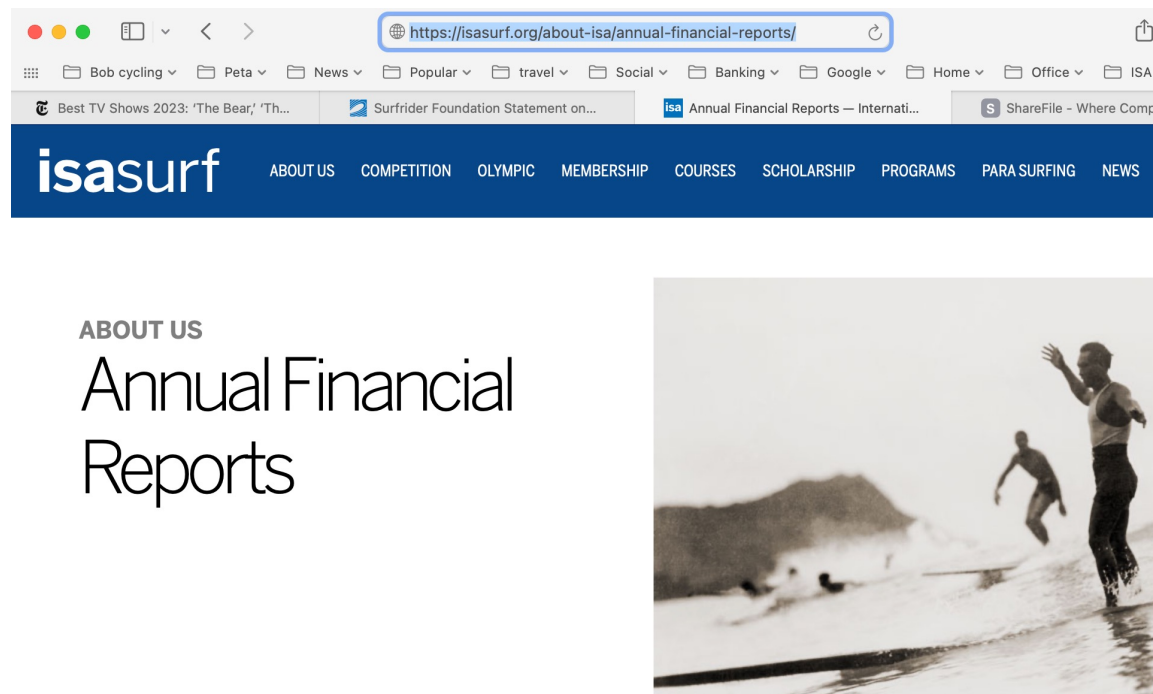 https://isasurf.org/about-isa/annual-financial-reports/
Bob cycling Peta News Popular travel Social Banking Google Home Office ISA
Best TV Shows 2023: ‘The Bear,’ ‘Th... Surfrider Foundation Statement on... isa Annual Financial Reports — Internati... S ShareFile - Where Comp
isasurf ABOUT US COMPETITION OLYMPIC MEMBERSHIP COURSES SCHOLARSHIP PROGRAMS PARA SURFING NEWS
ABOUT US
Annual Financial
Reports